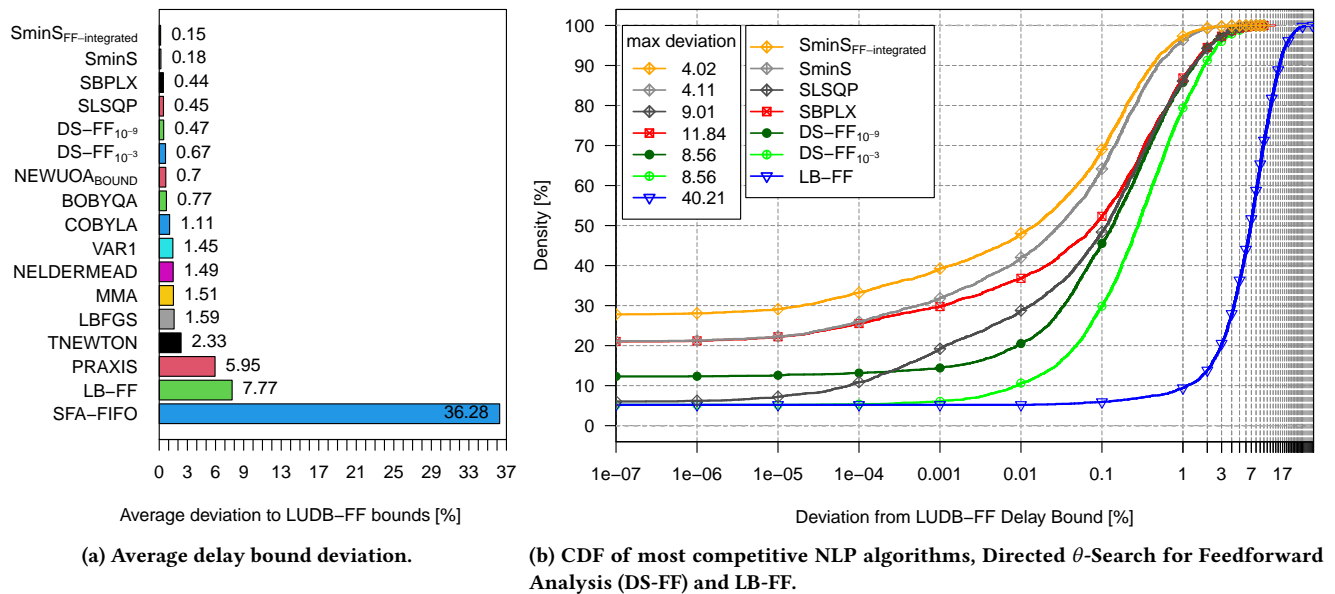 SminS_FF−integrated 0.15
SminS 0.18
SBPLX 0.44
SLSQP 0.45
DS−FF_10⁻⁹ 0.47
DS−FF_10⁻³ 0.67
NEWUOA_BOUND 0.7
BOBYQA 0.77
COBYLA 1.11
VAR1 1.45
NELDERMEAD 1.49
MMA 1.51
LBFGS 1.59
TNEWTON 2.33
PRAXIS 5.95
LB−FF 7.77
SFA−FIFO 36.28
0 3 6 9 13 17 21 25 29 33 37
Average deviation to LUDB−FF bounds [%]
(a) Average delay bound deviation.
Density [%]
100
90
80
70
60
50
40
30
20
10
0
max deviation
4.02
4.11
9.01
11.84
8.56
8.56
40.21
SminS_FF−integrated
SminS
SLSQP
SBPLX
DS−FF_10⁻⁹
DS−FF_10⁻³
LB−FF
1e−07 1e−06 1e−05 1e−04 0.001 0.01 0.1 1 3 7 17
Deviation from LUDB−FF Delay Bound [%]
(b) CDF of most competitive NLP algorithms, Directed θ-Search for Feedforward
Analysis (DS-FF) and LB-FF.